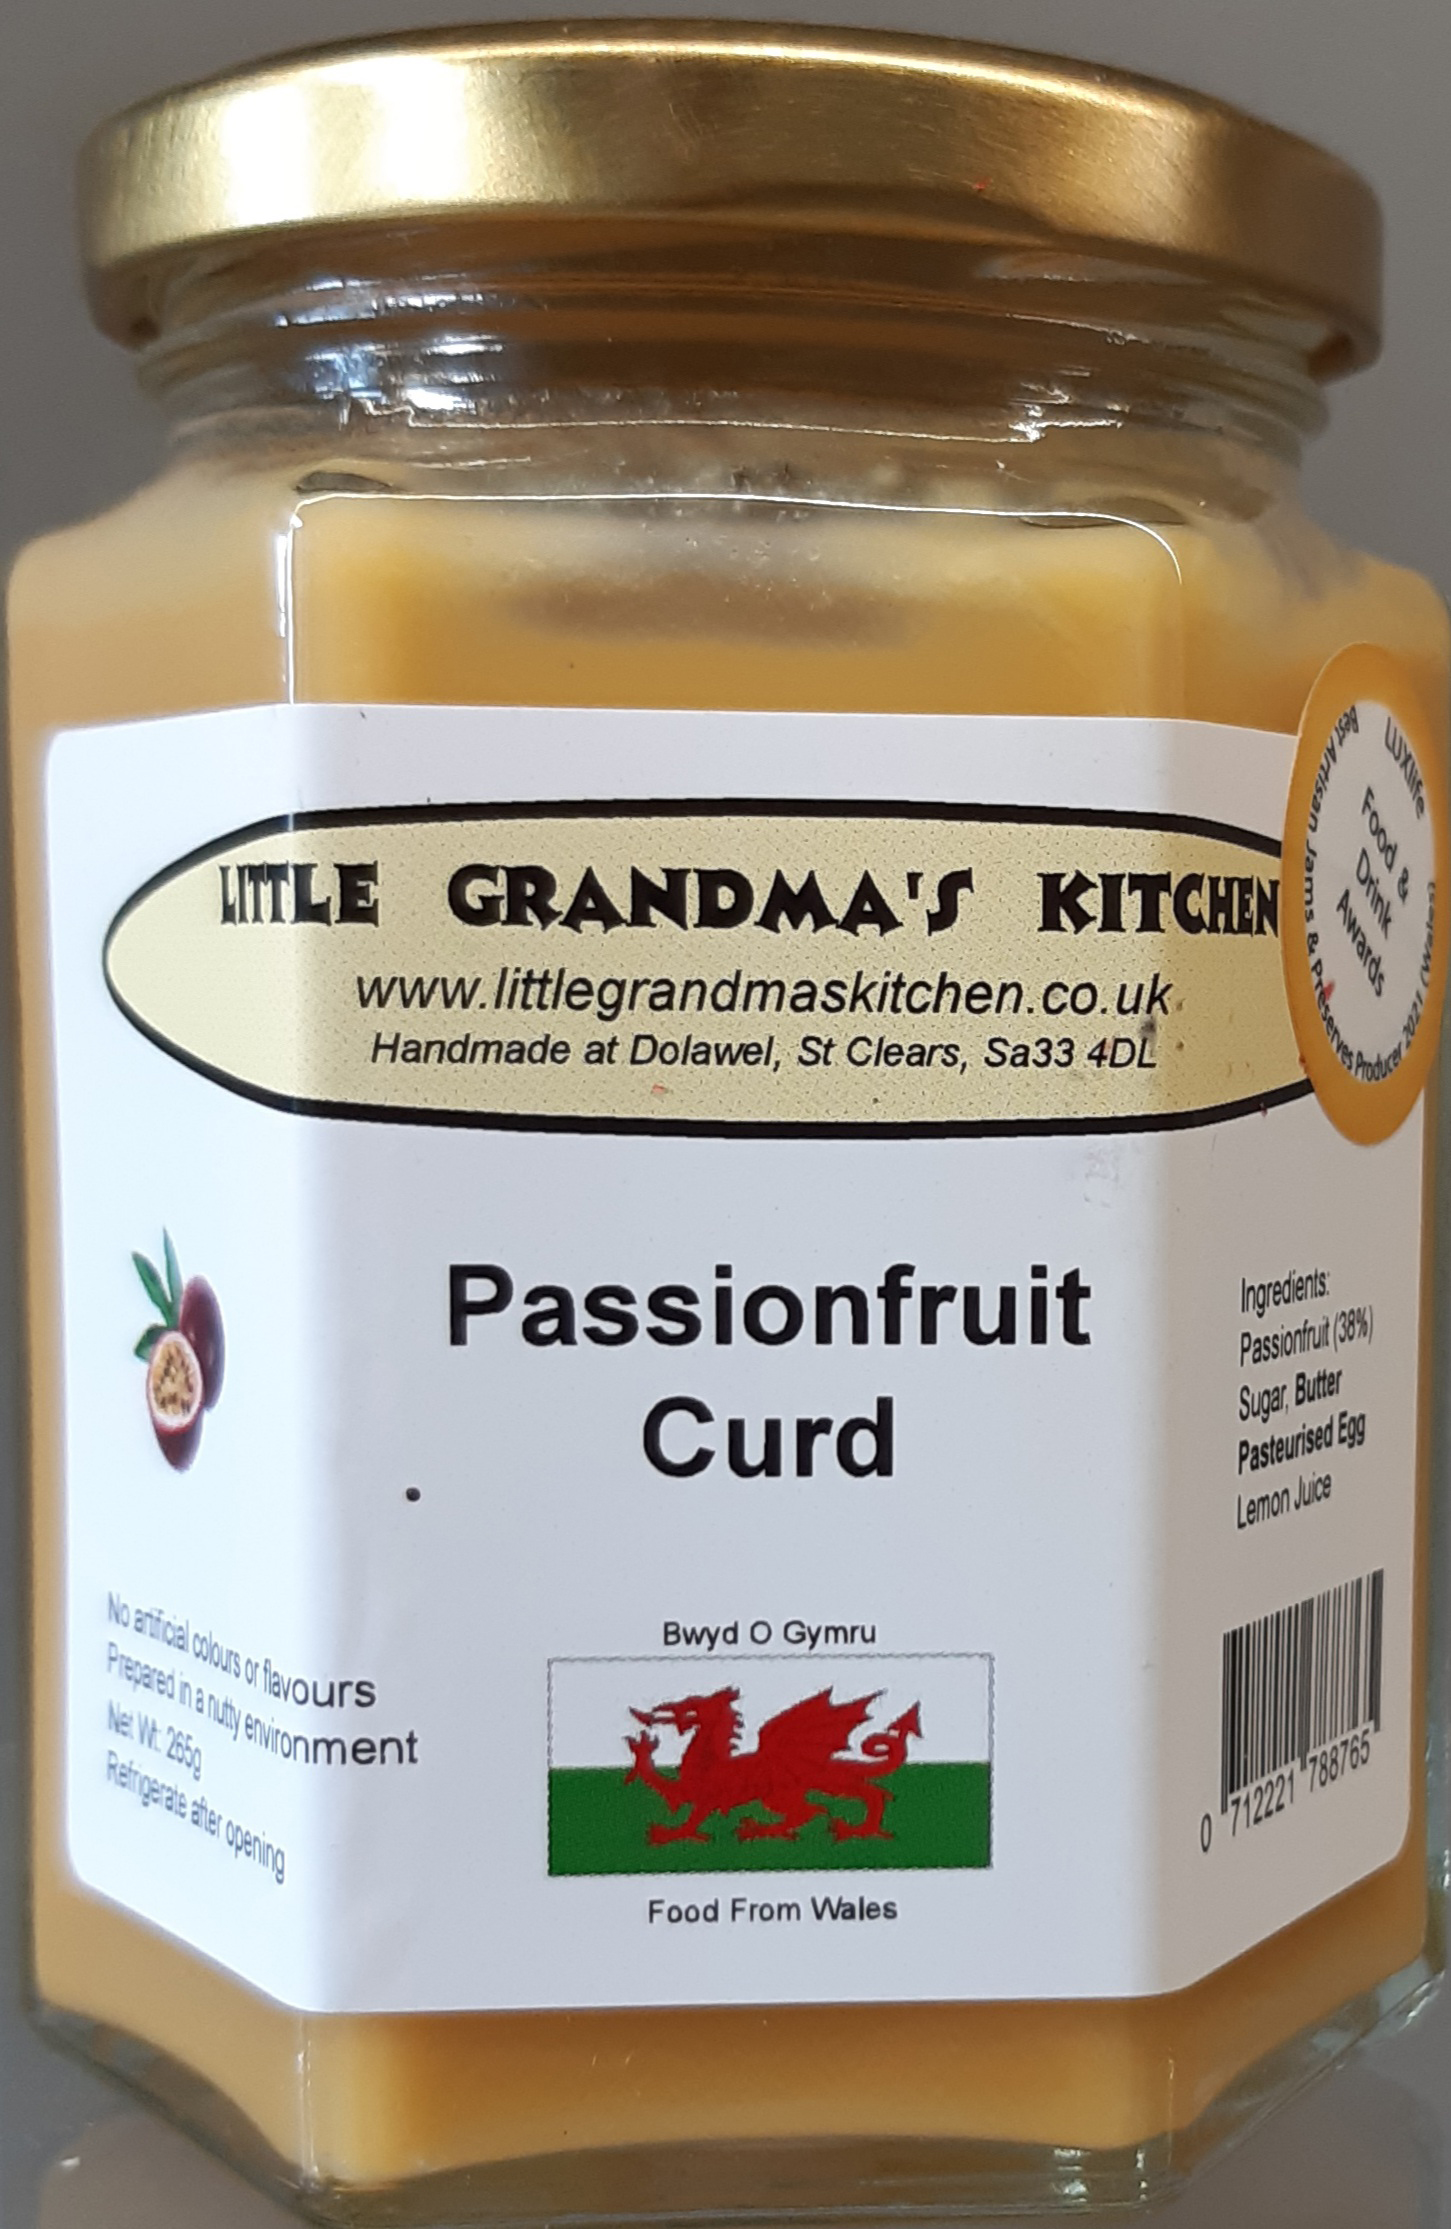 LITTLE GRANDMA'S KITCHEN
www.littlegrandmaskitchen.co.uk
Handmade at Dolawel, St Clears, Sa33 4DL
LUXlife
Food &
Drink
Awards
Best Artisan Jams & Preserves Producer 2021 (Wales)
Passionfruit
Curd
Ingredients:
Passionfruit (38%)
Sugar, Butter
Pasteurised Egg
Lemon Juice
No artificial colours or flavours
Prepared in a nutty environment
Net Wt: 265g
Refrigerate after opening
Bwyd O Gymru
Food From Wales
0 712221 788765